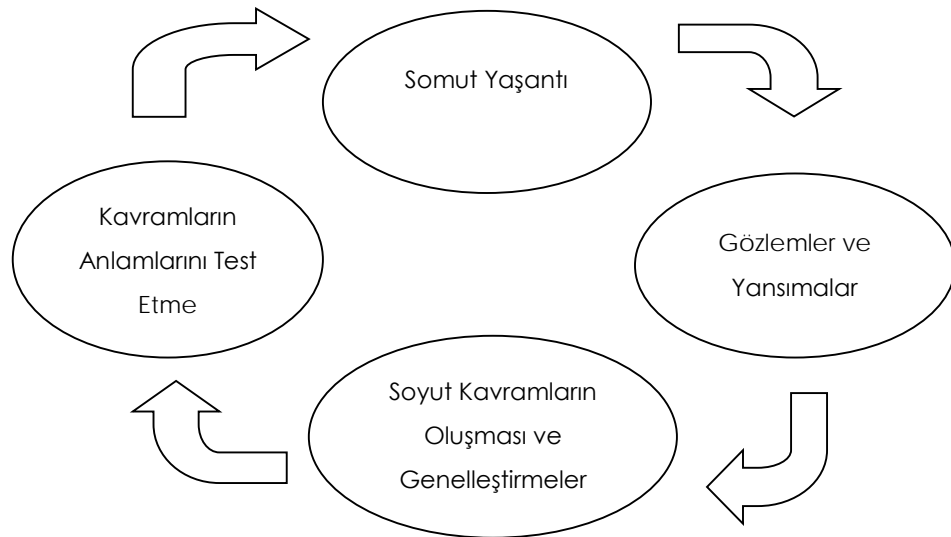 Somut Yaşantı
Gözlemler ve
Yansımalar
Soyut Kavramların
Oluşması ve
Genelleştirmeler
Kavramların
Anlamlarını Test
Etme